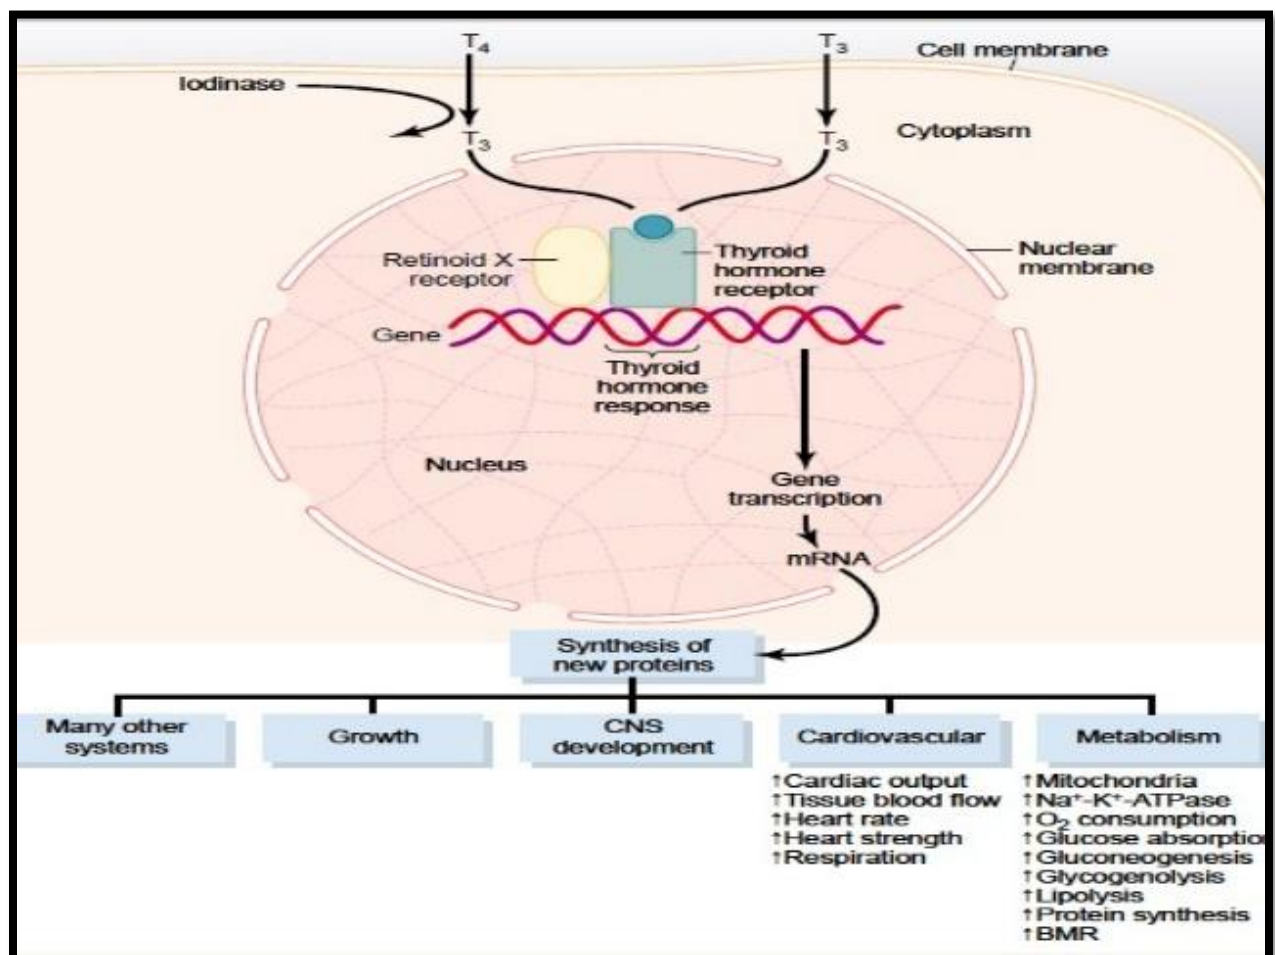 T₄
T₃
Cell membrane
Iodinase
T₃
T₃
Cytoplasm
Retinoid X
receptor
Thyroid
hormone
receptor
Nuclear
membrane
Gene
Thyroid
hormone
response
Nucleus
Gene
transcription
mRNA
Synthesis of
new proteins
Many other
systems
Growth
CNS
development
Cardiovascular
↑Cardiac output
↑Tissue blood flow
↑Heart rate
↑Heart strength
↑Respiration
Metabolism
↑Mitochondria
↑Na⁺-K⁺-ATPase
↑O₂ consumption
↑Glucose absorptio
↑Gluconeogenesis
↑Glycogenolysis
↑Lipolysis
↑Protein synthesis
↑BMR